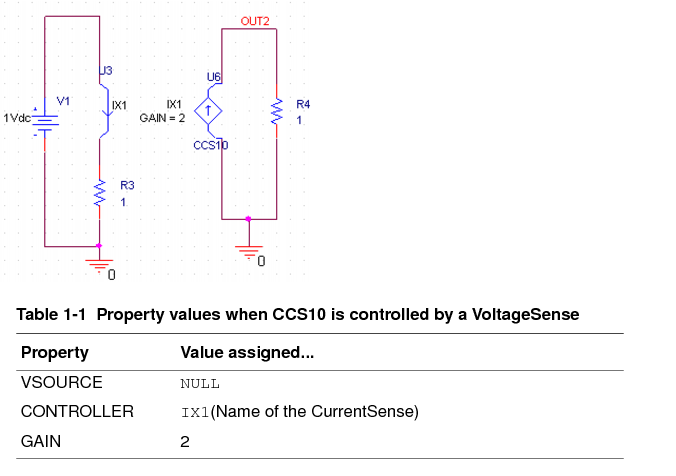 OUT2
J3
U6
V1
IX1
IX1
R4
1Vdc
GAIN = 2
1
CCS10
R3
1
0
0
Table 1-1 Property values when CCS10 is controlled by a VoltageSense
Property Value assigned...
VSOURCE NULL
CONTROLLER IX1(Name of the CurrentSense)
GAIN 2